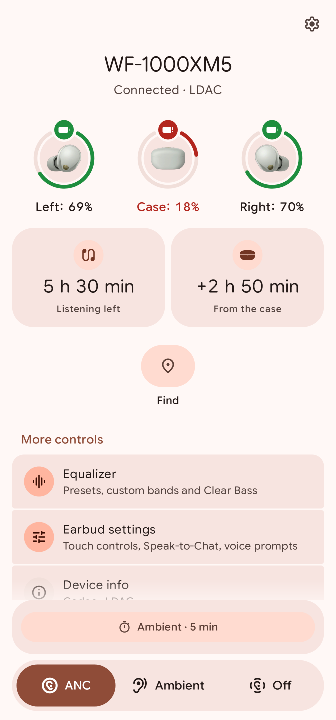 WF-1000XM5
Connected · LDAC
Left: 69%
Case: 18%
Right: 70%
5 h 30 min
Listening left
+2 h 50 min
From the case
Find
More controls
Equalizer
Presets, custom bands and Clear Bass
Earbud settings
Touch controls, Speak-to-Chat, voice prompts
Device info
Ambient · 5 min
ANC
Ambient
Off